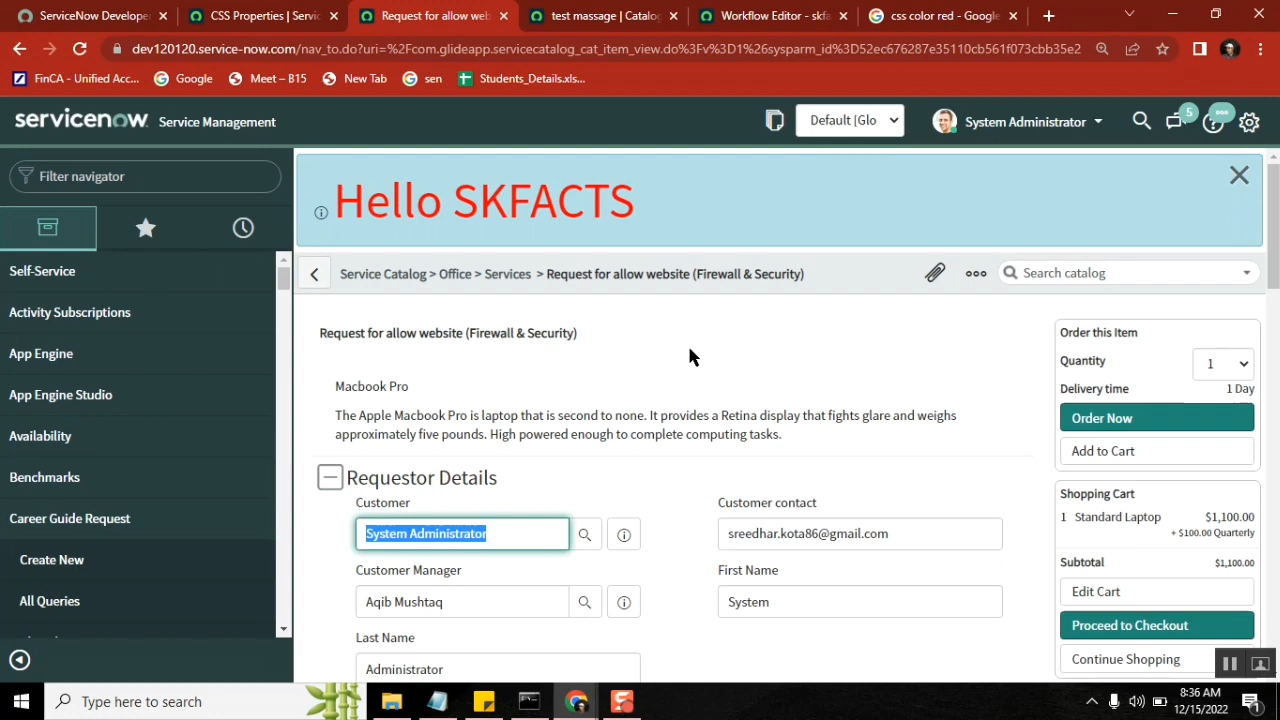 ServiceNow Developer
CSS Properties | Servic
Request for allow web
test massage | Catalog
Workflow Editor - skfa
css color red - Google
dev120120.service-now.com/nav_to.do?uri=%2Fcom.glideapp.servicecatalog_cat_item_view.do%3Fv%3D1%26sysparm_id%3D52ec676287e35110cb561f073cbb35e2
FinCA - Unified Acc...
Google
Meet – B15
New Tab
sen
Students_Details.xls...
servicenow. Service Management
Default [Glo
System Administrator
5
Filter navigator
Hello SKFACTS
Service Catalog > Office > Services > Request for allow website (Firewall & Security)
Search catalog
Self-Service
Activity Subscriptions
App Engine
App Engine Studio
Availability
Benchmarks
Career Guide Request
Create New
All Queries
Request for allow website (Firewall & Security)
Macbook Pro
The Apple Macbook Pro is laptop that is second to none. It provides a Retina display that fights glare and weighs
approximately five pounds. High powered enough to complete computing tasks.
Requestor Details
Customer
System Administrator
Customer contact
sreedhar.kota86@gmail.com
Customer Manager
Aqib Mushtaq
First Name
System
Last Name
Administrator
Order this Item
Quantity
1
Delivery time
1 Day
Order Now
Add to Cart
Shopping Cart
1 Standard Laptop $1,100.00
+ $100.00 Quarterly
Subtotal $1,100.00
Edit Cart
Proceed to Checkout
Continue Shopping
Type here to search
8:36 AM
12/15/2022
1